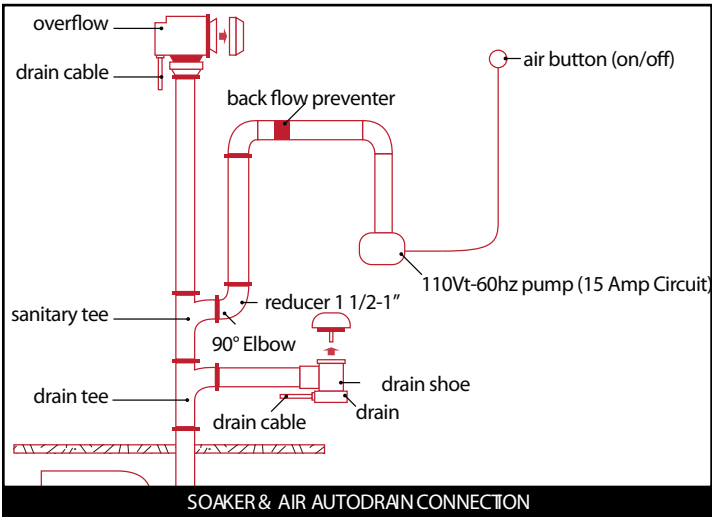 overflow
drain cable
air button (on/off)
back flow preventer
110Vt-60hz pump (15 Amp Circuit)
reducer 1 1/2-1"
sanitary tee
90° Elbow
drain shoe
drain tee
drain cable
drain
SOAKER & AIR AUTODRAIN CONNECTION